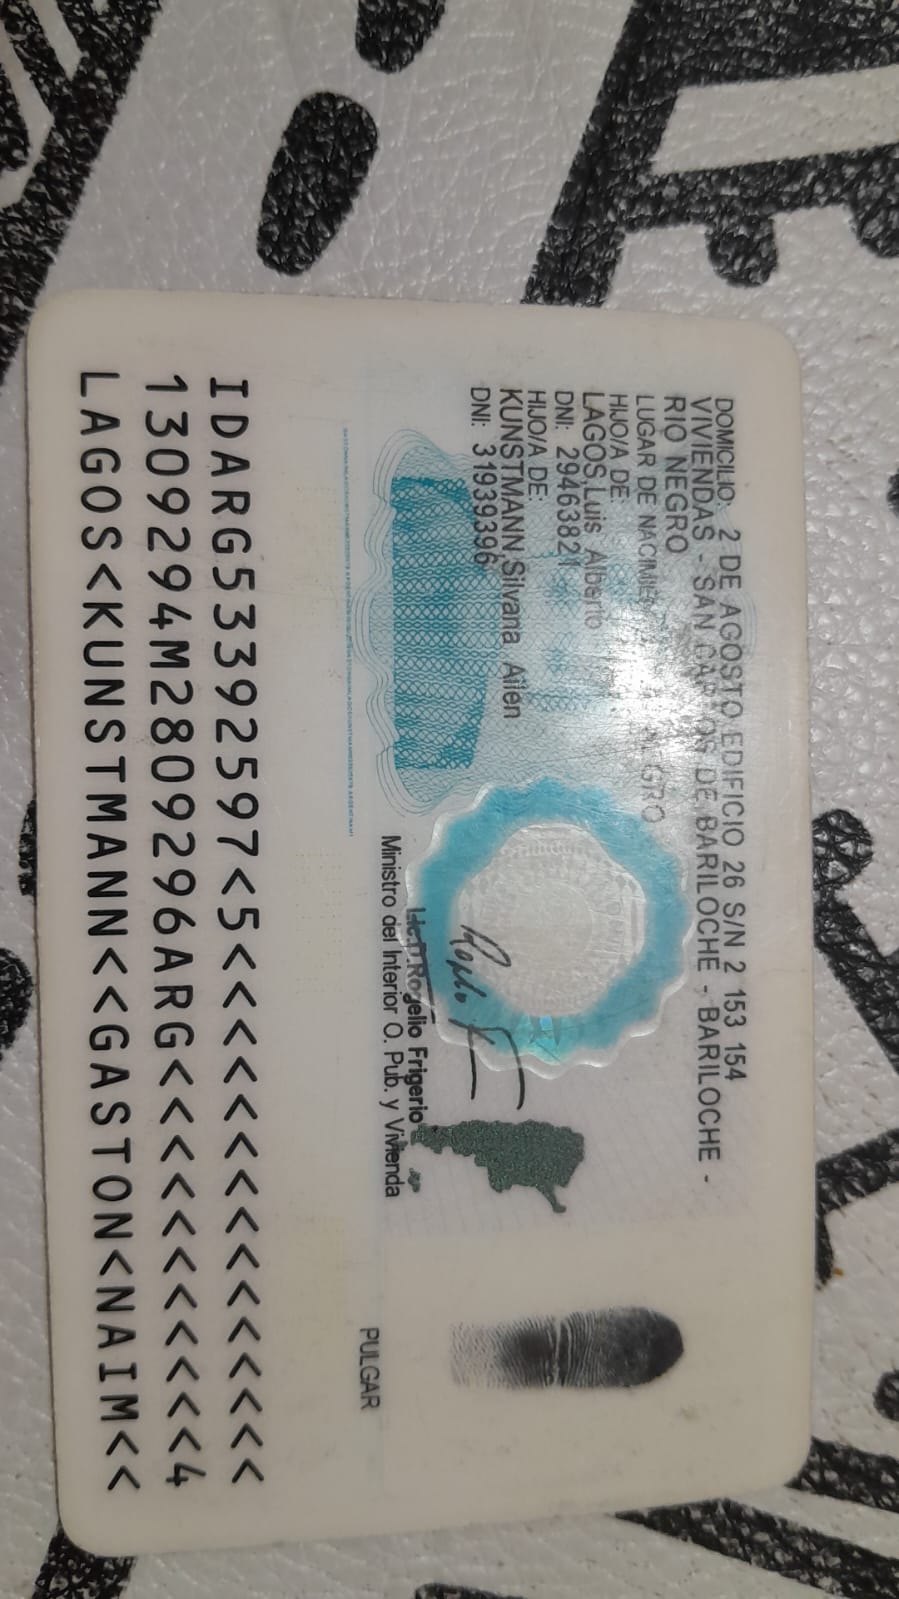 DOMICILIO: 2 DE AGOSTO EDIFICIO 26 S/N 2 153 154
VIVIENDAS - SAN CARLOS DE BARILOCHE - BARILOCHE -
RIO NEGRO
LUGAR DE NEGRO
HIJO/A DE:
LAGOS, Luis Alberto
DNI: 29463821
HIJO/A DE:
KUNSTMANN, Silvana Ailén
DNI: 31939396
Lic. D. Rogelio Frigerio
Ministro del Interior O. Pub. y Vivienda
PULGAR
IDARG53392597<5<<<<<<<<<<<<<<<
1309294M2809296ARG<<<<<<<<<<<4
LAGOS<KUNSTMANN<<GASTON<NAIM<<